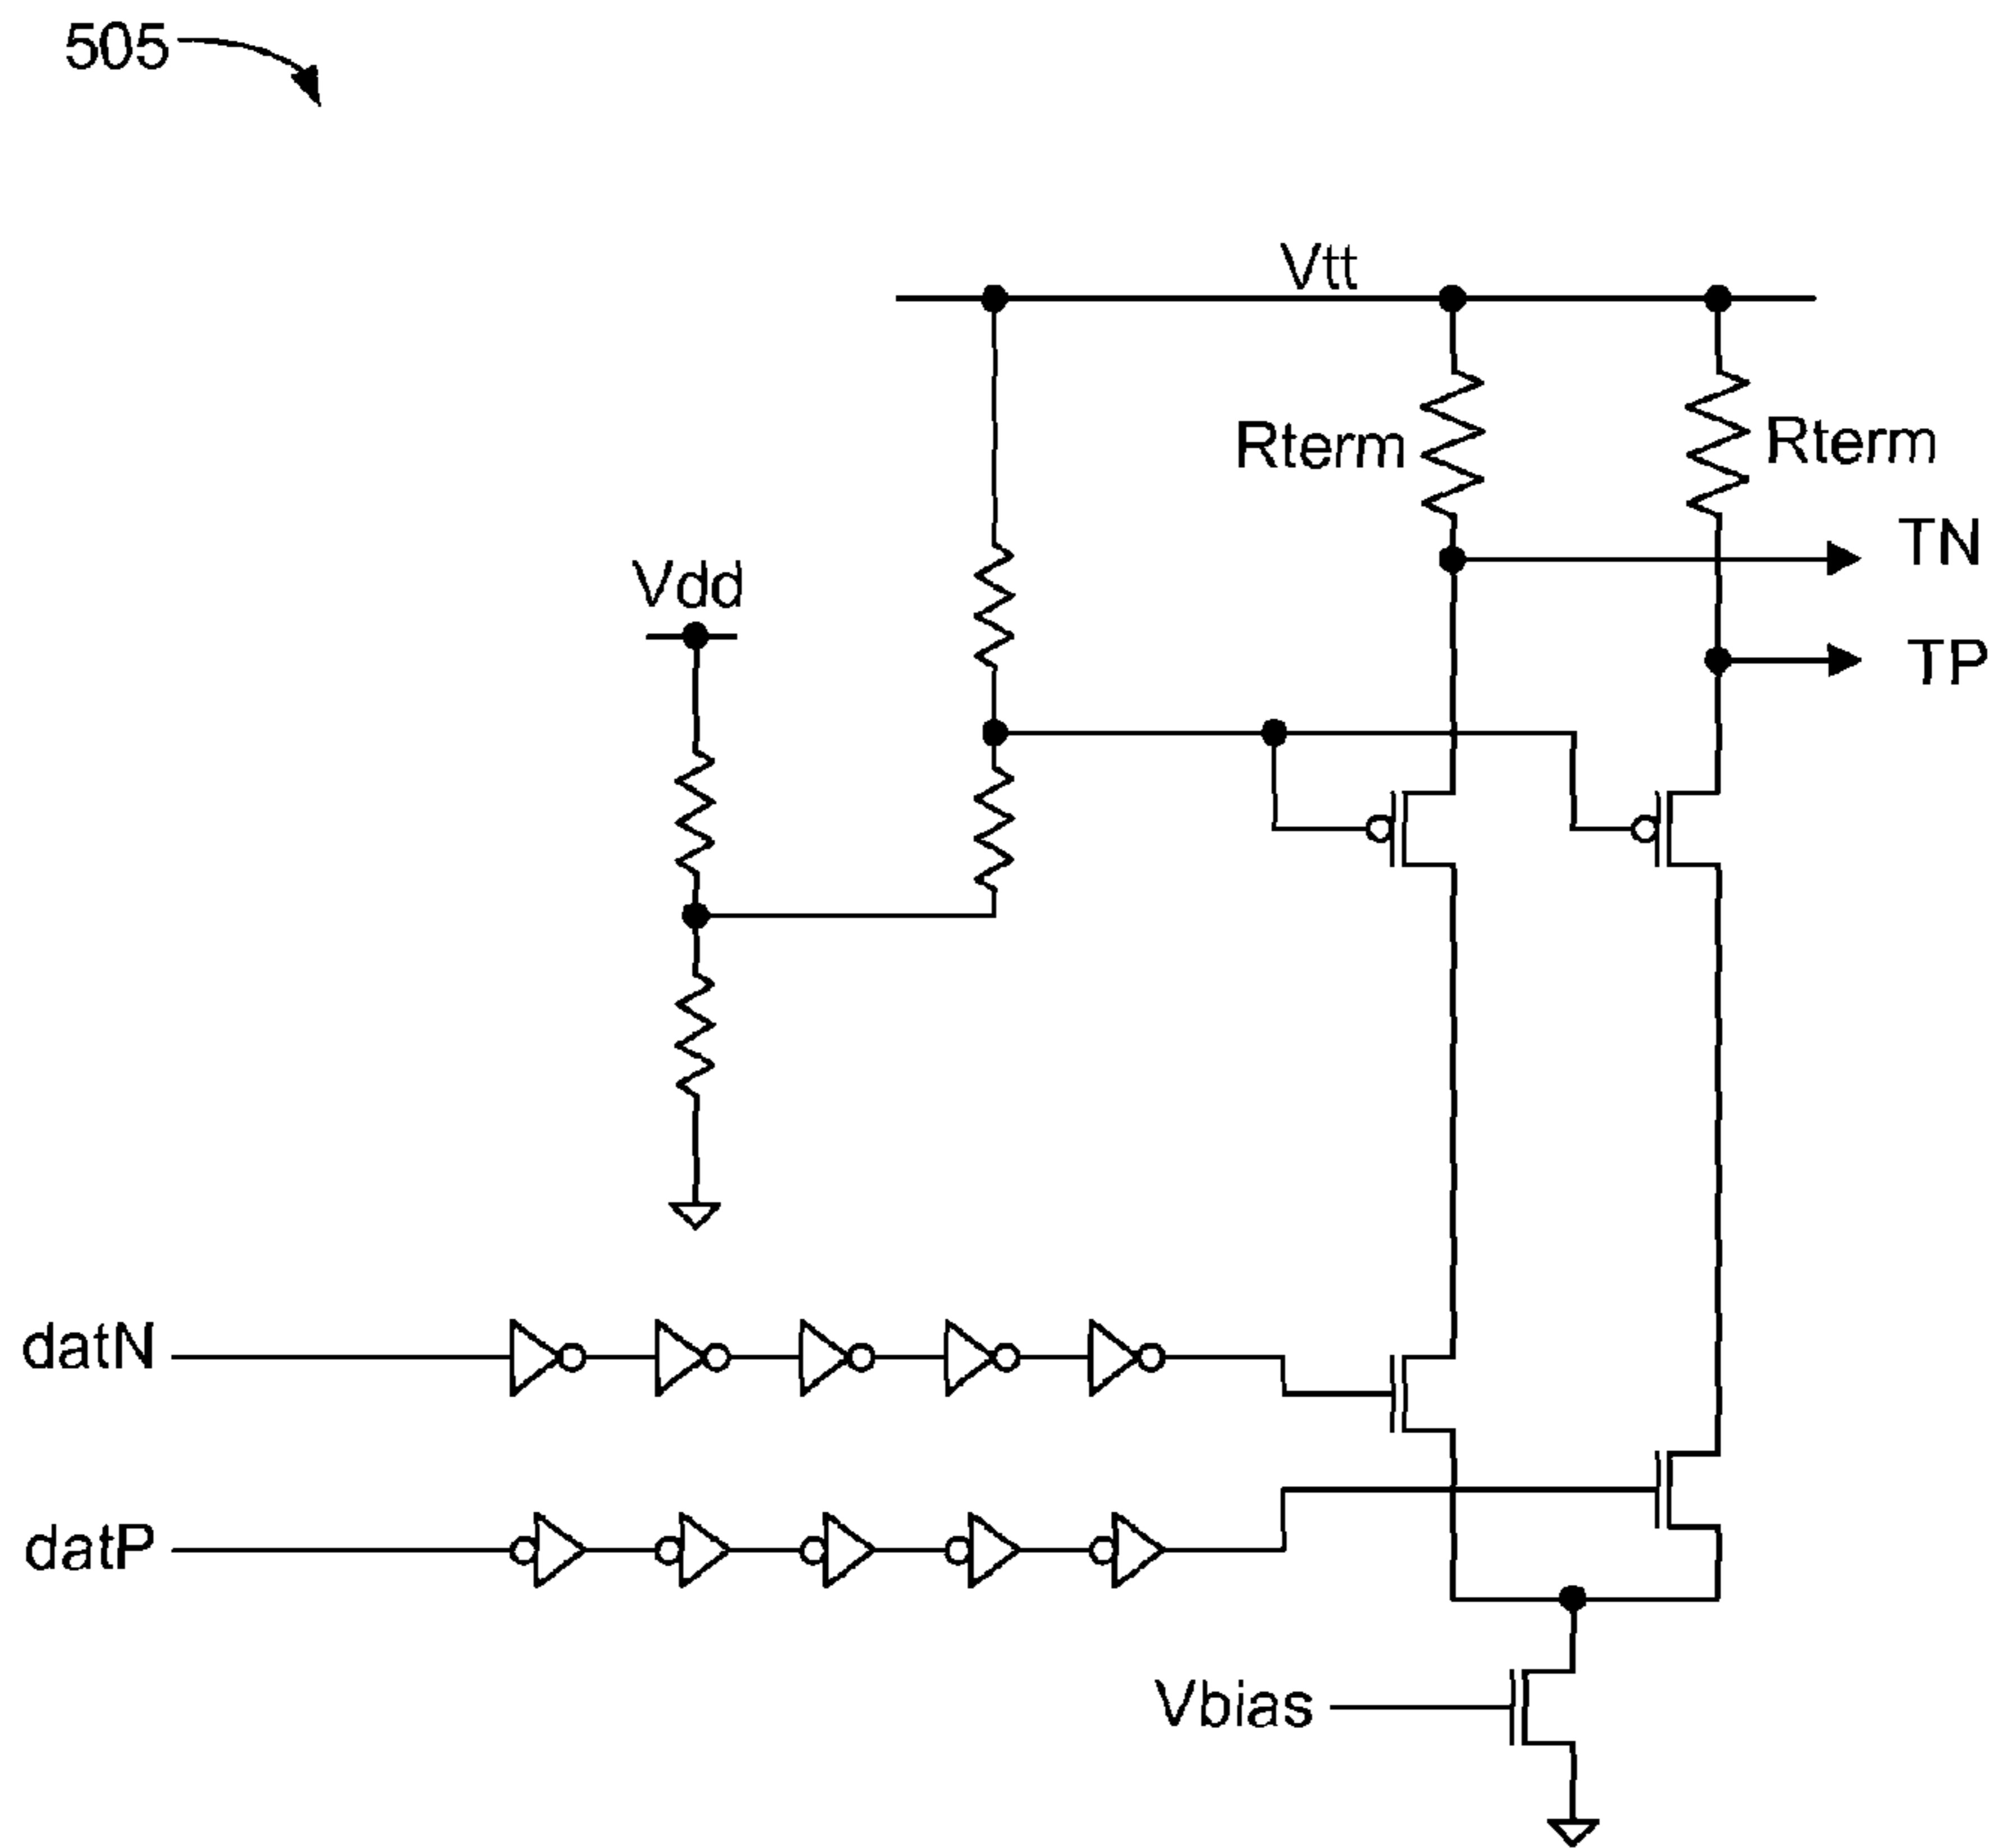 505
Vtt
Rterm
Rterm
TN
Vdd
TP
datN
datP
Vbias